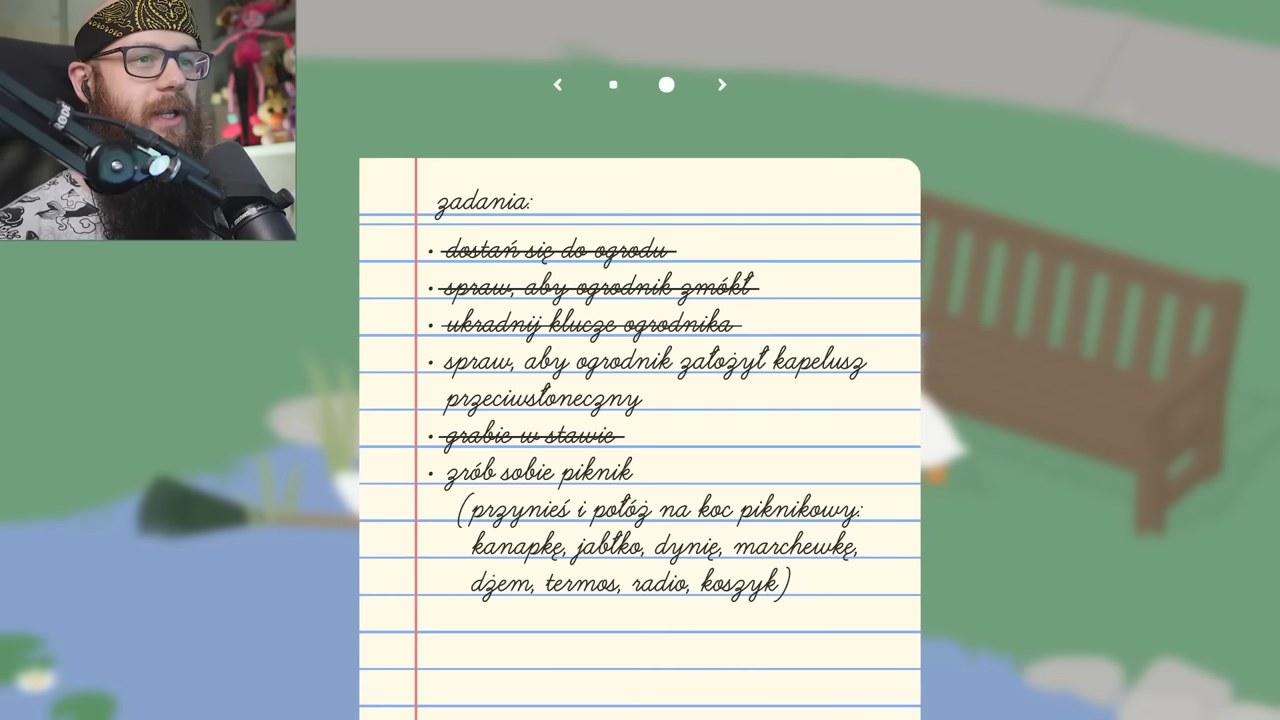 zadania:
• dostań się do ogrodu
• spraw, aby ogrodnik zmókł
• ukradnij klucze ogrodnika
• spraw, aby ogrodnik założył kapelusz
przeciwsłoneczny
• grabie w stawie
• zrób sobie piknik
(przynieś i połóż na koc piknikowy:
kanapkę, jabłko, dynię, marchewkę,
dżem, termos, radio, koszyk)
RODE